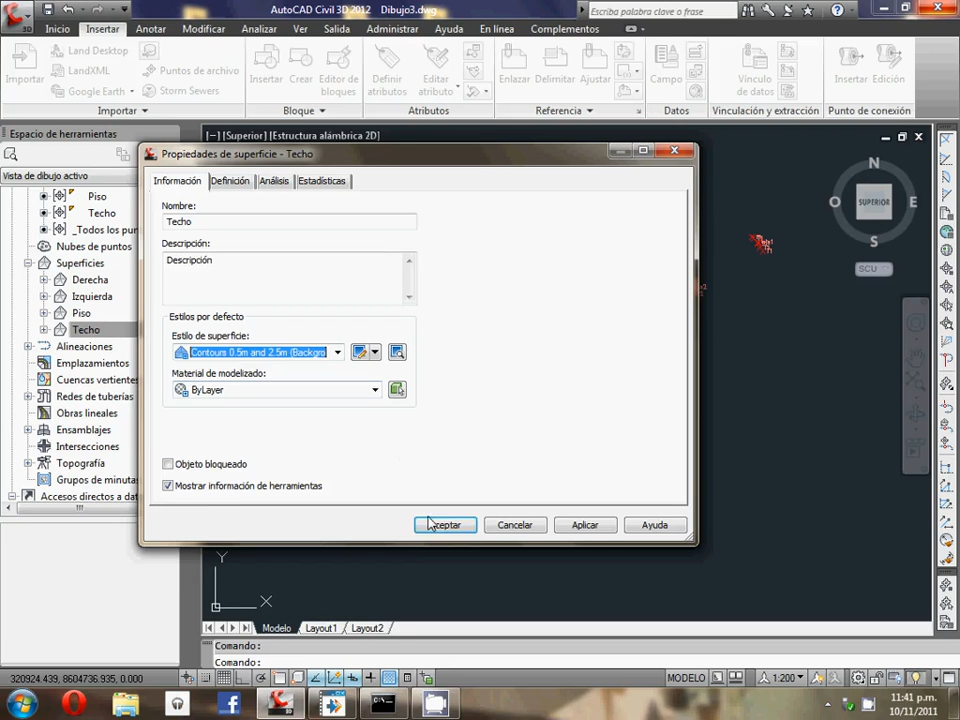 AutoCAD Civil 3D 2012 Dibujo3.dwg
Escriba palabra clave o frase
Inicio Insertar Anotar Modificar Analizar Ver Salida Administrar Ayuda En línea Complementos
Land Desktop
LandXML Puntos de archivo
Google Earth Storm Sewers
Importar Insertar Crear Editor de bloques Definir atributos Editar atributo Enlazar Delimitar Ajustar Campo Vínculo de datos Insertar Edición
Importar Bloque Atributos Referencia Datos Vinculación y extracción Punto de conexión
Espacio de herramientas
[−] [Superior] [Estructura alámbrica 2D]
Vista de dibujo activo
Piso
Techo
_Todos los pun
Nubes de puntos
Superficies
Derecha
Izquierda
Piso
Techo
Alineaciones
Emplazamientos
Cuencas vertientes
Redes de tuberías
Obras lineales
Ensamblajes
Intersecciones
Topografía
Grupos de minuta
Accesos directos a dat
Propiedades de superficie - Techo
Información Definición Análisis Estadísticas
Nombre:
Techo
Descripción:
Descripción
Estilos por defecto
Estilo de superficie:
Contours 0.5m and 2.5m (Backgro
Material de modelizado:
ByLayer
Objeto bloqueado
Mostrar información de herramientas
Aceptar Cancelar Aplicar Ayuda
N
O SUPERIOR E
S
SCU
Y
X
Modelo Layout1 Layout2
Comando:
Comando:
320924.439, 8604736.935, 0.000
MODELO 1:200
11:41 p.m.
10/11/2011